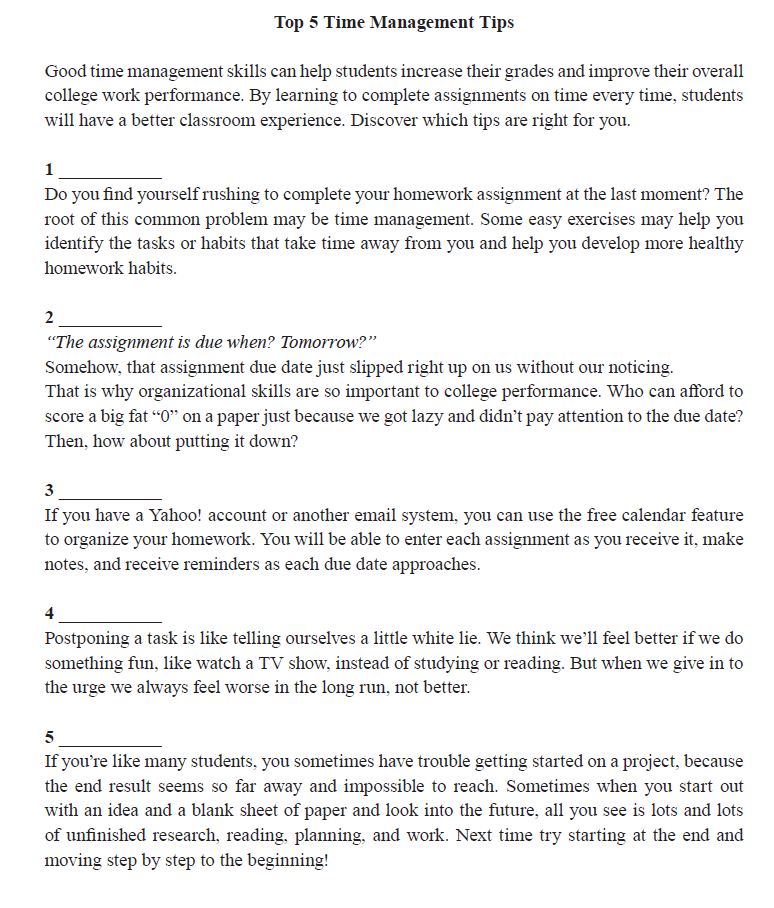 Top 5 Time Management Tips
Good time management skills can help students increase their grades and improve their overall
college work performance. By learning to complete assignments on time every time, students
will have a better classroom experience. Discover which tips are right for you.
1 ___________
Do you find yourself rushing to complete your homework assignment at the last moment? The
root of this common problem may be time management. Some easy exercises may help you
identify the tasks or habits that take time away from you and help you develop more healthy
homework habits.
2 ___________
“The assignment is due when? Tomorrow?”
Somehow, that assignment due date just slipped right up on us without our noticing.
That is why organizational skills are so important to college performance. Who can afford to
score a big fat “0” on a paper just because we got lazy and didn’t pay attention to the due date?
Then, how about putting it down?
3 ___________
If you have a Yahoo! account or another email system, you can use the free calendar feature
to organize your homework. You will be able to enter each assignment as you receive it, make
notes, and receive reminders as each due date approaches.
4 ___________
Postponing a task is like telling ourselves a little white lie. We think we’ll feel better if we do
something fun, like watch a TV show, instead of studying or reading. But when we give in to
the urge we always feel worse in the long run, not better.
5 ___________
If you’re like many students, you sometimes have trouble getting started on a project, because
the end result seems so far away and impossible to reach. Sometimes when you start out
with an idea and a blank sheet of paper and look into the future, all you see is lots and lots
of unfinished research, reading, planning, and work. Next time try starting at the end and
moving step by step to the beginning!